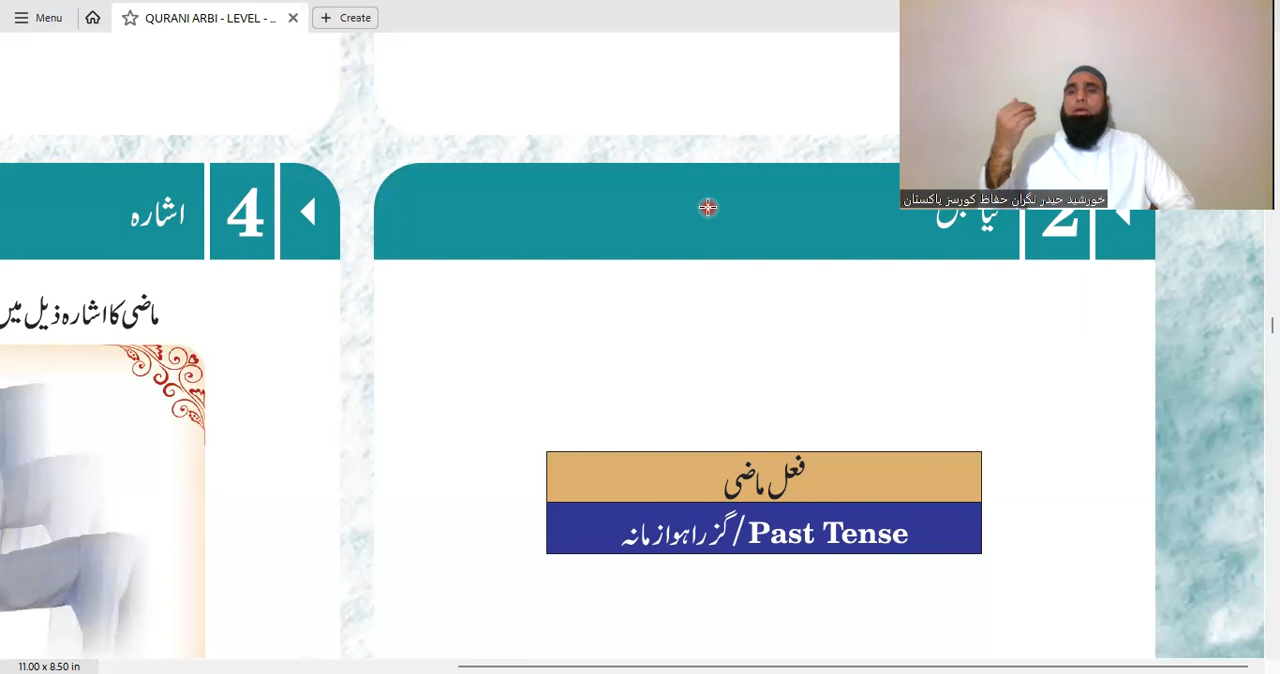 Menu
QURANI ARBI - LEVEL - ...
Create
خورشید حیدر نگران حفاظ کورسز پاکستان
2
4
اشارہ
ماضی کا اشارہ ذیل میں
فعل ماضی
گزرا ہوا زمانہ/Past Tense
11.00 x 8.50 in